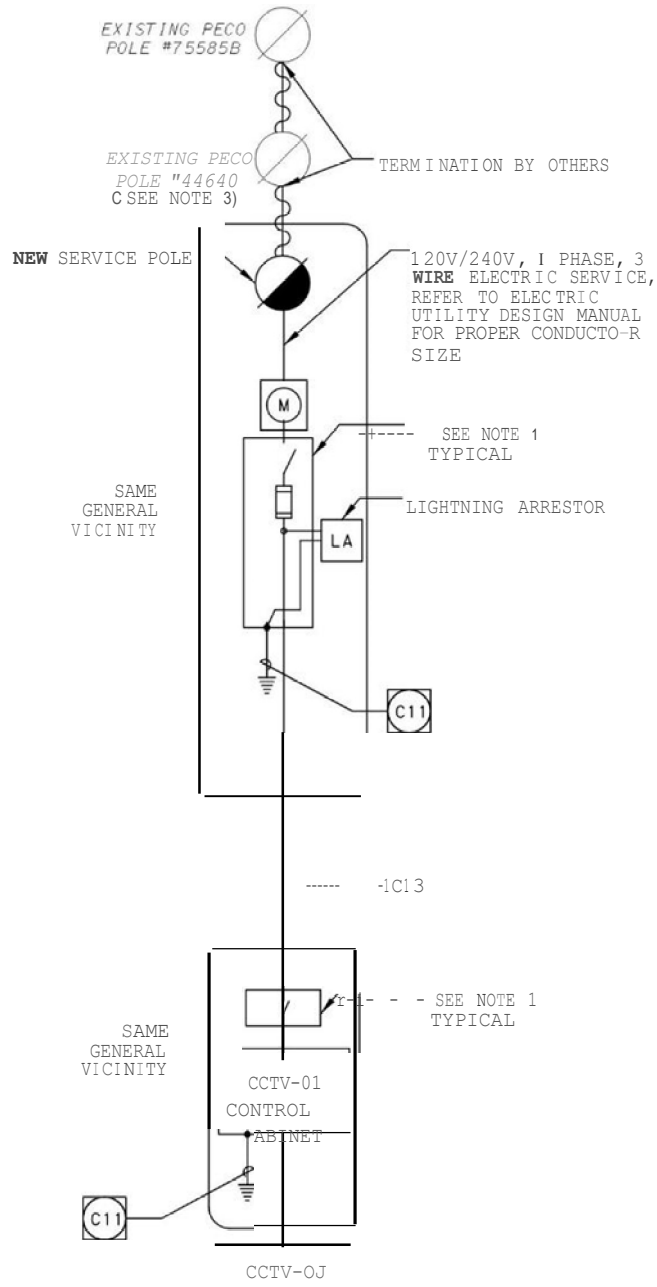 EXISTING PECO
POLE #75585B
EXISTING PECO
POLE "44640
C SEE NOTE 3)
TERMINATION BY OTHERS
NEW SERVICE POLE
120V/240V, I PHASE, 3
WIRE ELECTRIC SERVICE,
REFER TO ELECTRIC
UTILITY DESIGN MANUAL
FOR PROPER CONDUCTO-R
SIZE
M
SEE NOTE 1
TYPICAL
SAME
GENERAL
VICINITY
LIGHTNING ARRESTOR
LA
C11
-1C13
SEE NOTE 1
TYPICAL
SAME
GENERAL
VICINITY
CCTV-01
CONTROL
ABINET
C11
CCTV-OJ